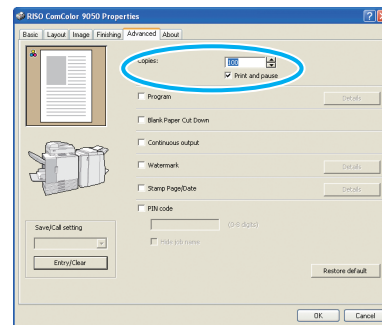 RISO ComColor 9050 Properties
Basic Layout Image Finishing Advanced About
Copies: 100
Print and pause
Program Details
Blank Paper Cut Down
Continuous output
Watermark Details
Stamp Page/Date Details
PIN code
(0-8 digits)
Hide job name
Save/Call setting
Entry/Clear
Restore default
OK Cancel